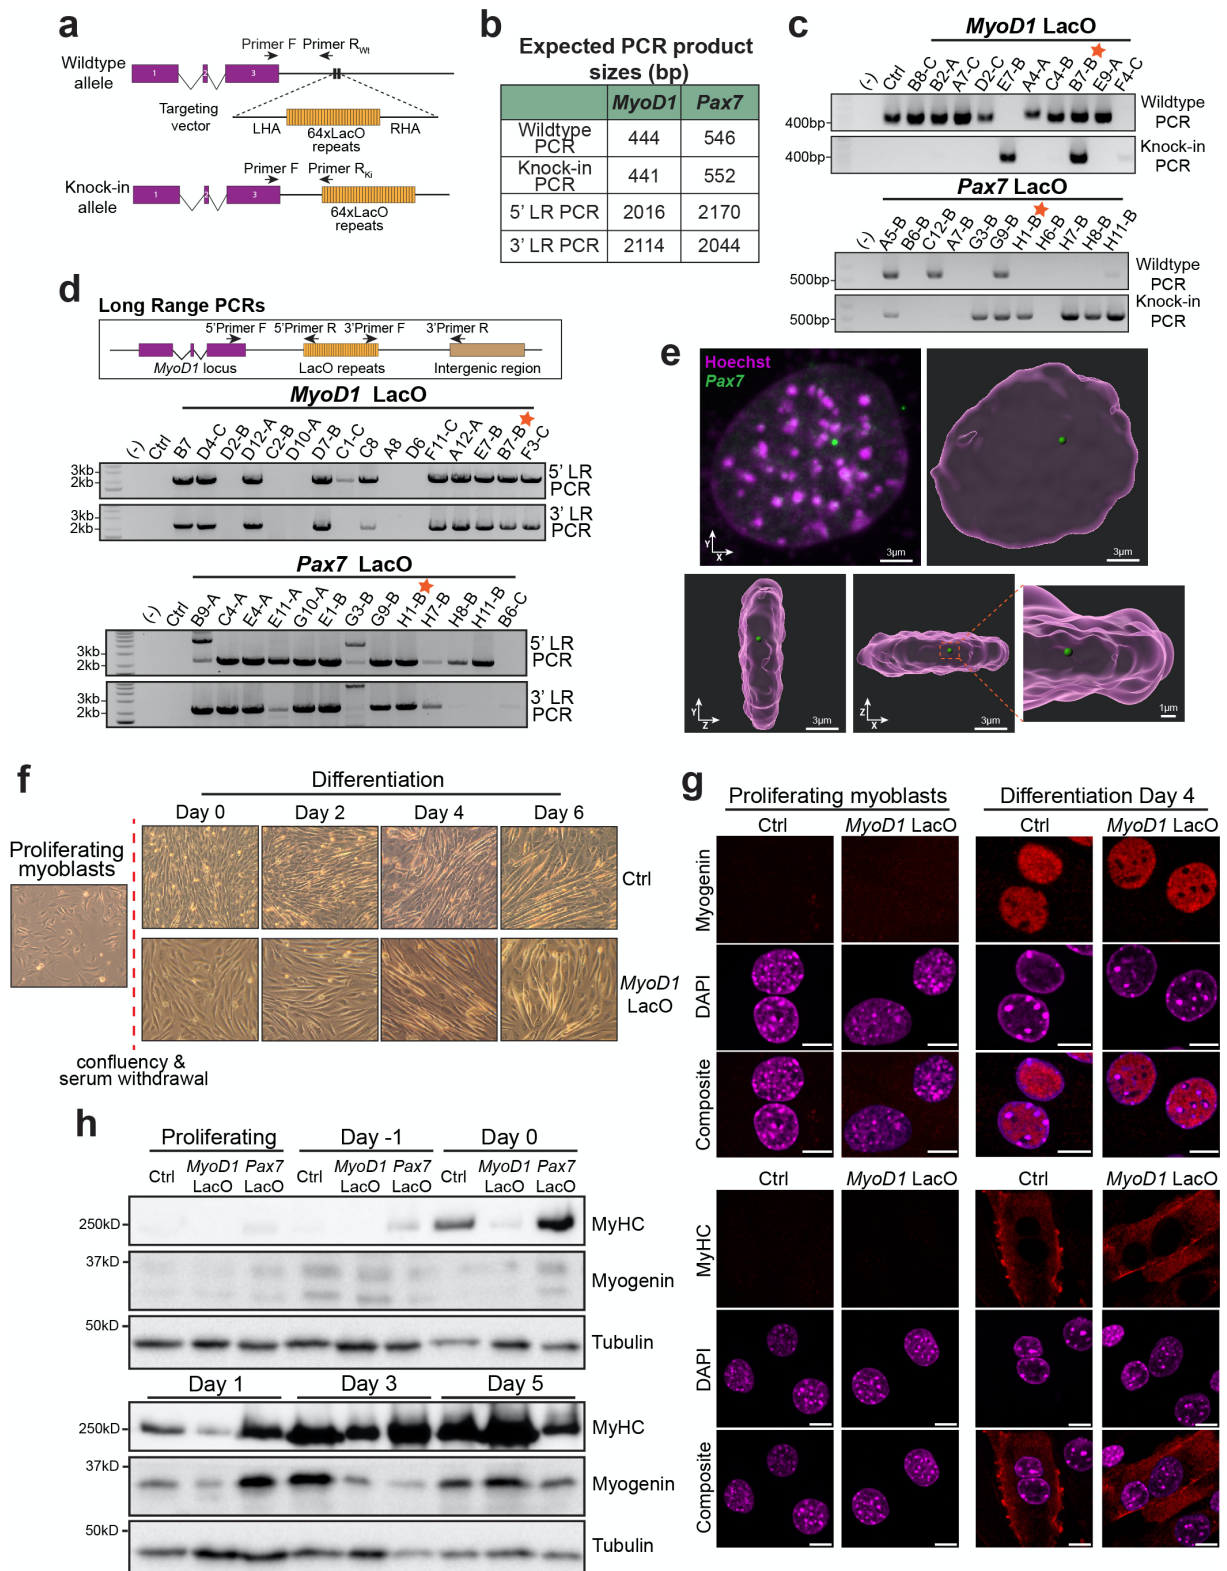 a
Primer F
Primer RWt
Wildtype
allele
1
2
3
Targeting
vector
LHA
RHA
64xLacO
repeats
Primer F
Primer RKi
Knock-in
allele
1
2
3
64xLacO
repeats
b
Expected PCR product
sizes (bp)
MyoD1 Pax7
Wildtype
PCR
444 546
Knock-in
PCR
441 552
5' LR PCR 2016 2170
3' LR PCR 2114 2044
c
MyoD1 LacO
(-) Ctrl B8-C B2-A A7-C D2-C E7-B A4-A C4-B B7-B E9-A F4-C
400bp
Wildtype
PCR
400bp
Knock-in
PCR
Pax7 LacO
(-) A5-B B6-B C12-B A7-B G3-B G9-B H1-B H6-B H7-B H8-B H11-B
500bp
Wildtype
PCR
500bp
Knock-in
PCR
d
Long Range PCRs
5'Primer F 5'Primer R 3'Primer F 3'Primer R
MyoD1 locus LacO repeats Intergenic region
MyoD1 LacO
(-) Ctrl B7 D4-C D2-B D12-A C2-B D10-A D7-B C1-C C8 A8 D6 F11-C A12-A E7-B B7-B F3-C
3kb
2kb
5' LR
PCR
3kb
2kb
3' LR
PCR
Pax7 LacO
(-) Ctrl B9-A C4-A E4-A E11-A G10-A E1-B G3-B G9-B H1-B H7-B H8-B H11-B B6-C
3kb
2kb
5' LR
PCR
3kb
2kb
3' LR
PCR
e
Hoechst
Pax7
Y
X
3µm
3µm
Y
Z
3µm
Z
X
3µm
1µm
f
Differentiation
Day 0 Day 2 Day 4 Day 6
Proliferating
myoblasts
Ctrl
MyoD1
LacO
confluency &
serum withdrawal
g
Proliferating myoblasts Differentiation Day 4
Ctrl MyoD1 LacO Ctrl MyoD1 LacO
Myogenin
DAPI
Composite
Ctrl MyoD1 LacO Ctrl MyoD1 LacO
MyHC
DAPI
Composite
h
Proliferating Day -1 Day 0
Ctrl MyoD1 LacO Pax7 LacO Ctrl MyoD1 LacO Pax7 LacO Ctrl MyoD1 LacO Pax7 LacO
250kD MyHC
37kD
Myogenin
50kD
Tubulin
Day 1 Day 3 Day 5
250kD MyHC
37kD
Myogenin
50kD
Tubulin